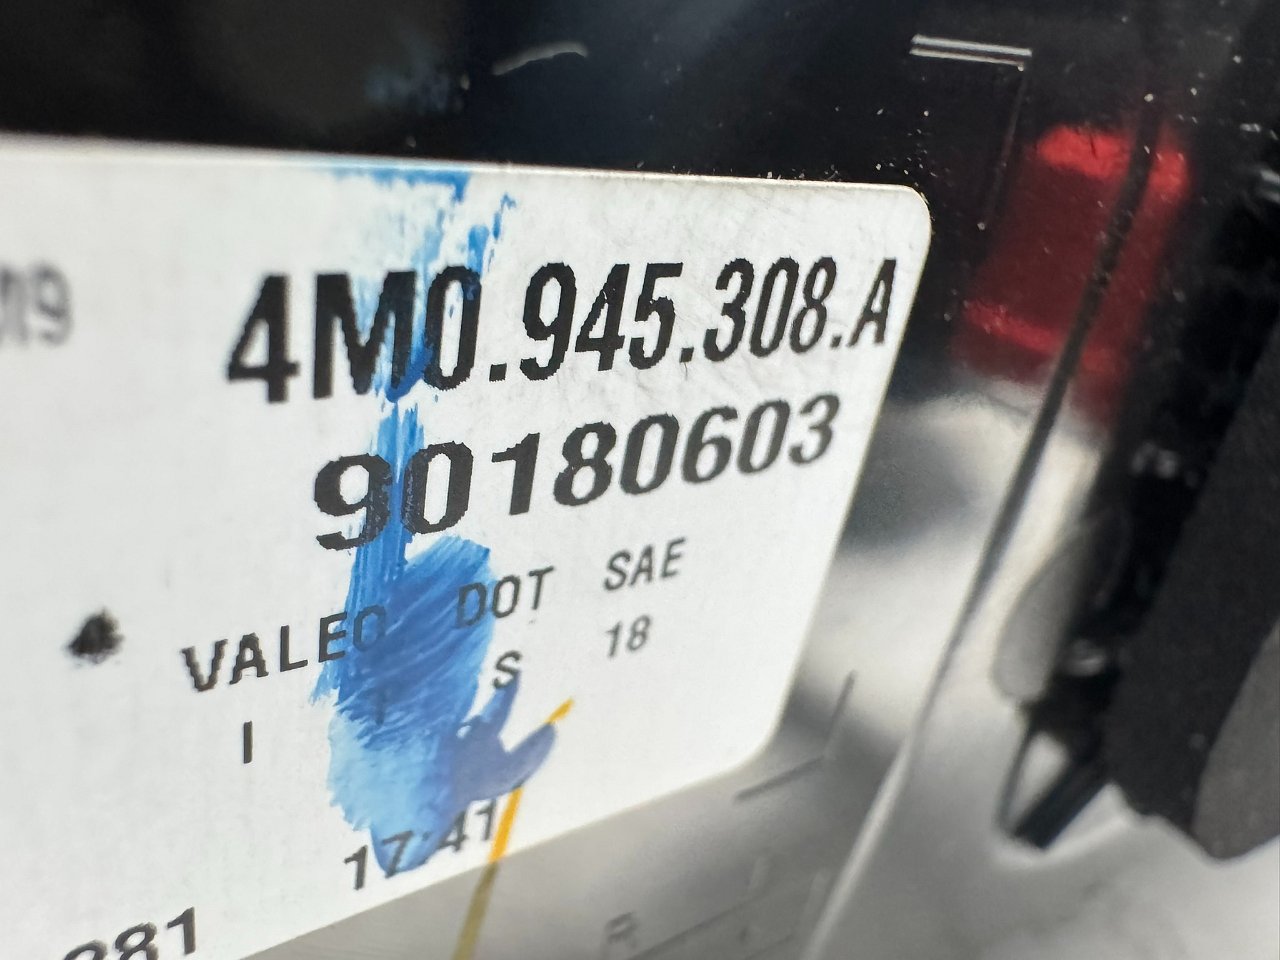 4M0.945.308.A
90180603
VALEO DOT SAE
I T S 18
17:41